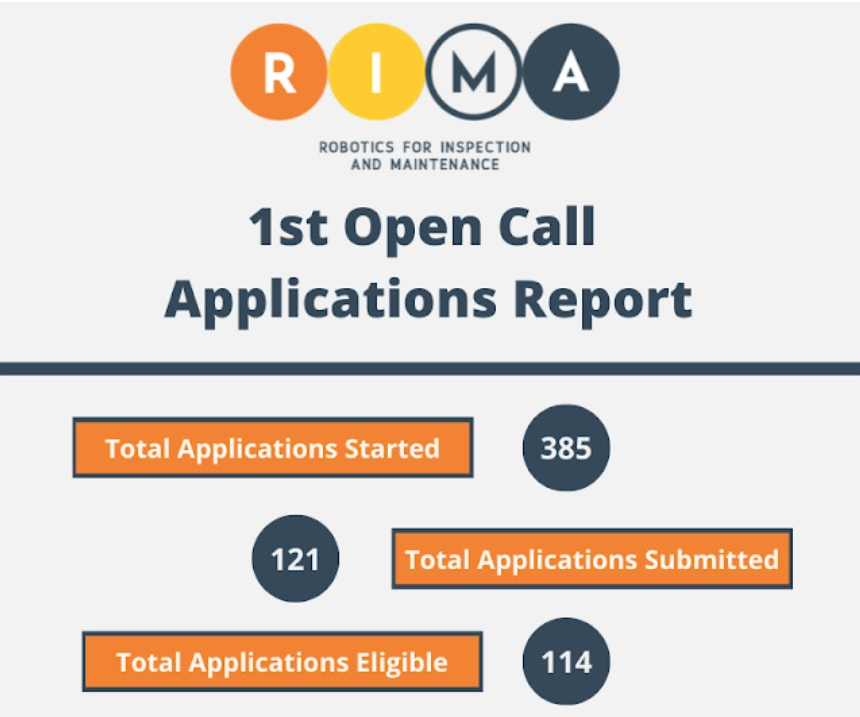 RIMA
ROBOTICS FOR INSPECTION
AND MAINTENANCE
1st Open Call
Applications Report
Total Applications Started 385
121 Total Applications Submitted
Total Applications Eligible 114